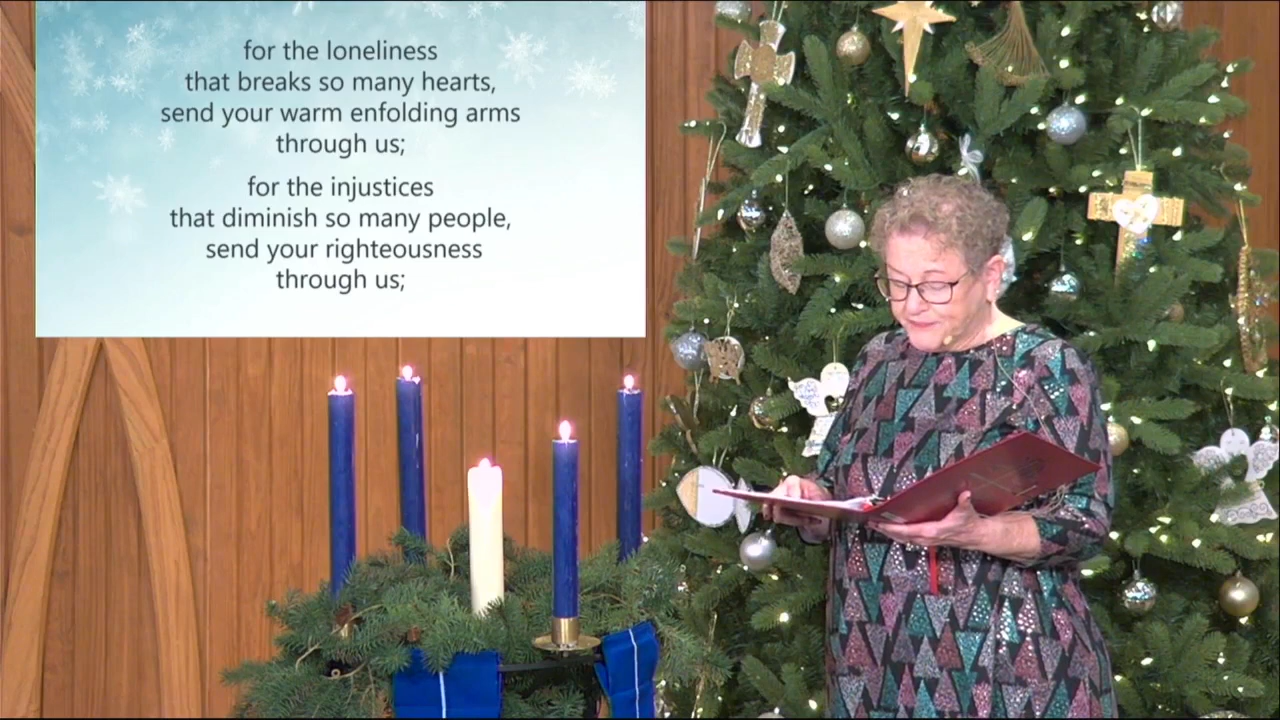 for the loneliness
that breaks so many hearts,
send your warm enfolding arms
through us;
for the injustices
that diminish so many people,
send your righteousness
through us;